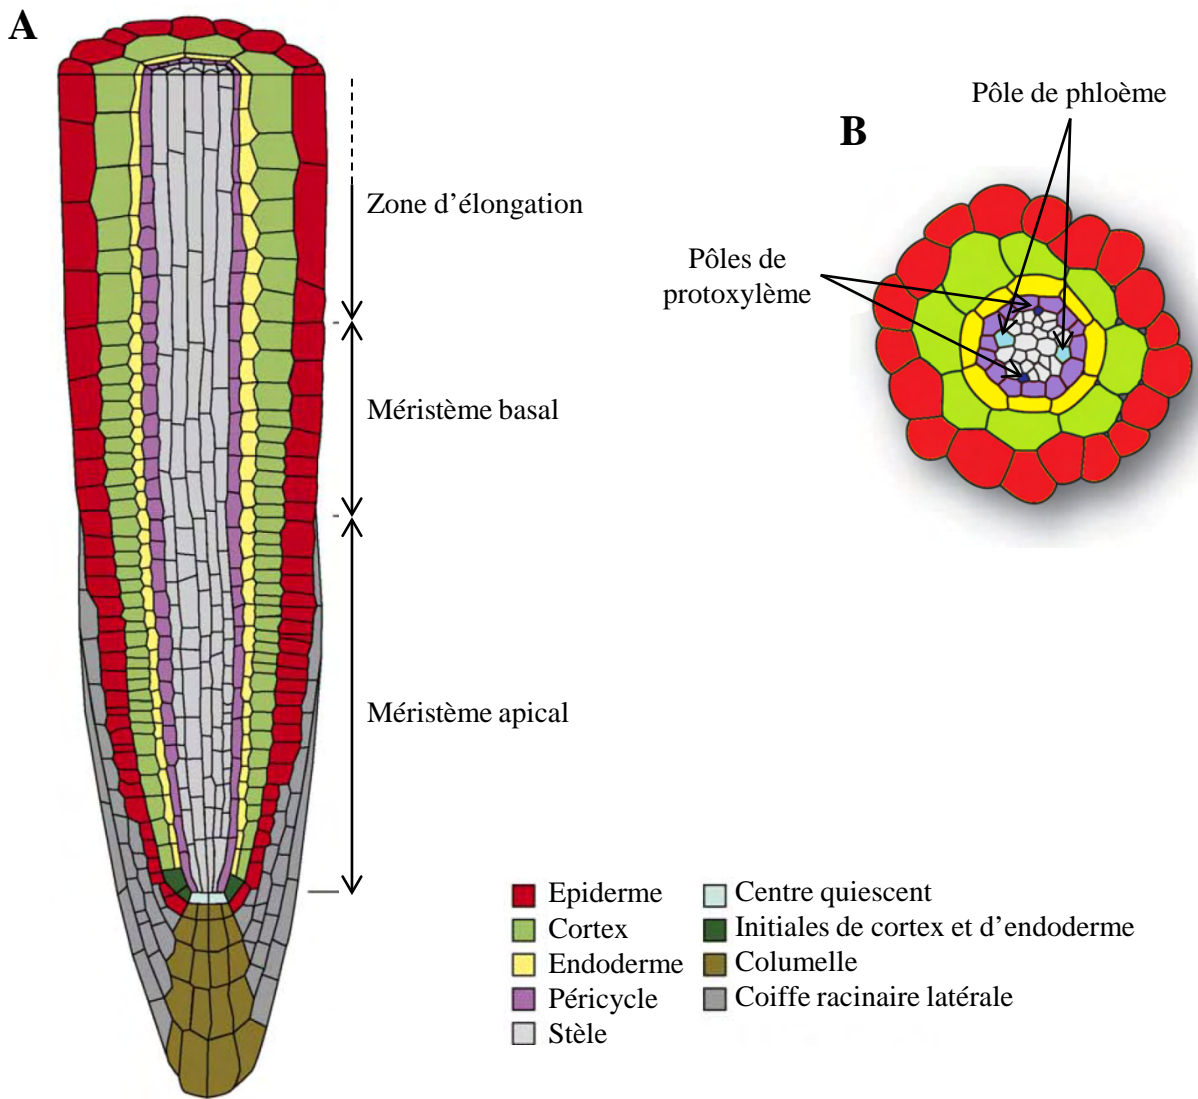 A
Zone d'élongation
Méristème basal
Méristème apical
B
Pôle de phloème
Pôles de
protoxylème
Epiderme
Cortex
Endoderme
Péricycle
Stèle
Centre quiescent
Initiales de cortex et d'endoderme
Columelle
Coiffe racinaire latérale